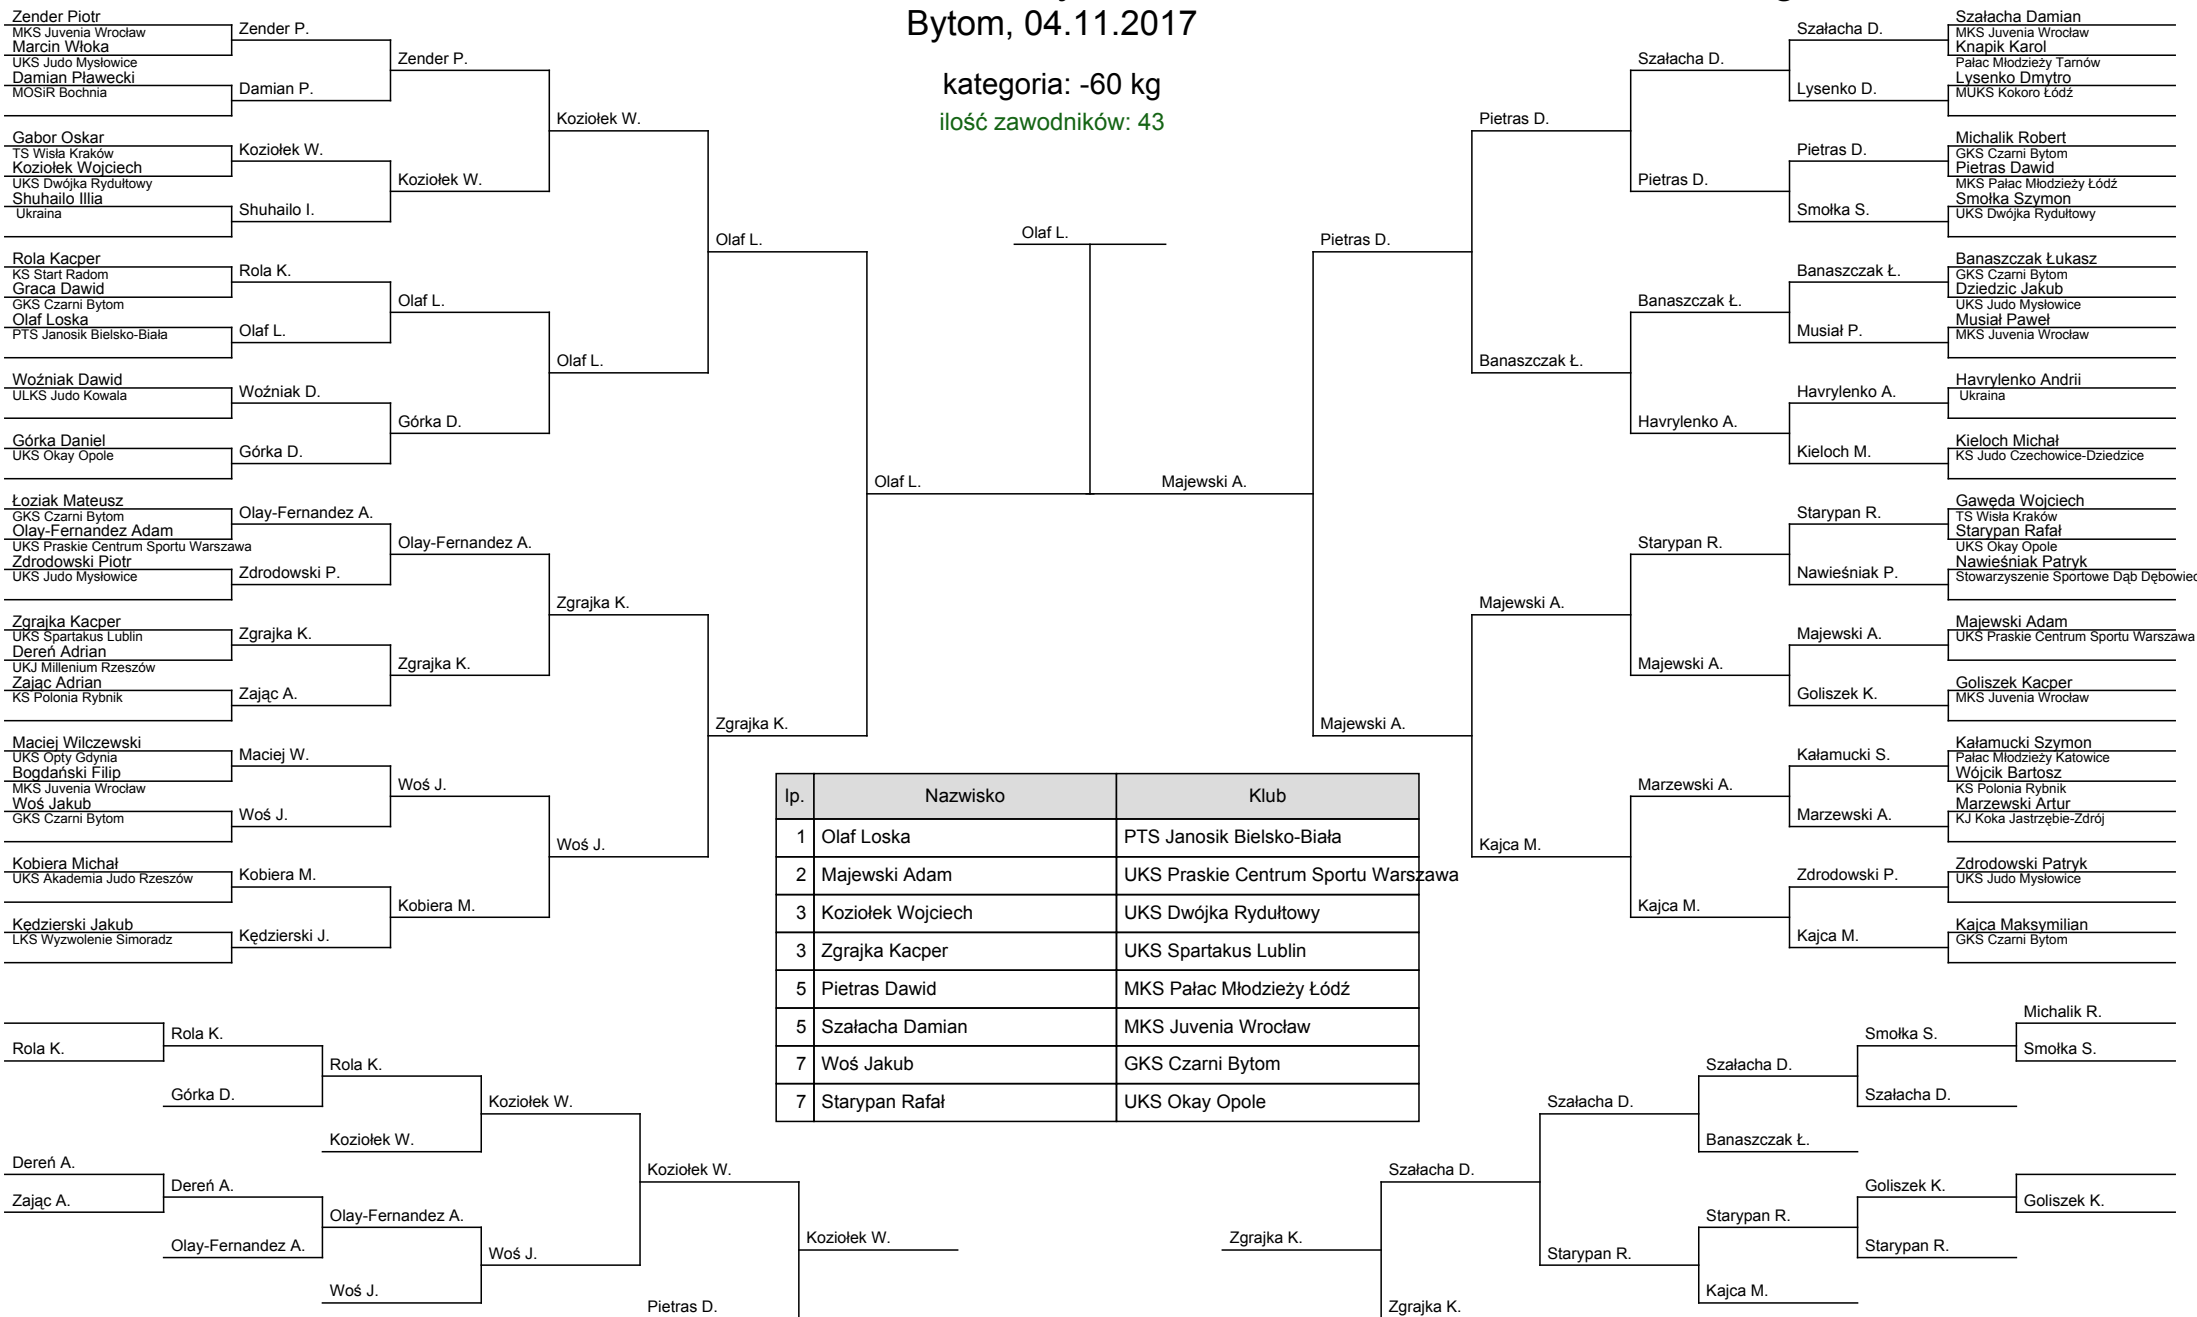 Bytom, 04.11.2017
kategoria: -60 kg
ilość zawodników: 43
Zender Piotr
MKS Juvenia Wrocław
Marcin Włoka
UKS Judo Mysłowice
Damian Pławecki
MOSiR Bochnia
Gabor Oskar
TS Wisła Kraków
Koziołek Wojciech
UKS Dwójka Rydułtowy
Shuhailo Illia
Ukraina
Rola Kacper
KS Start Radom
Graca Dawid
GKS Czarni Bytom
Olaf Loska
PTS Janosik Bielsko-Biała
Woźniak Dawid
ULKS Judo Kowala
Górka Daniel
UKS Okay Opole
Łoziak Mateusz
GKS Czarni Bytom
Olay-Fernandez Adam
UKS Praskie Centrum Sportu Warszawa
Zdrodowski Piotr
UKS Judo Mysłowice
Zgrajka Kacper
UKS Spartakus Lublin
Dereń Adrian
UKJ Millenium Rzeszów
Zając Adrian
KS Polonia Rybnik
Maciej Wilczewski
UKS Opty Gdynia
Bogdański Filip
MKS Juvenia Wrocław
Woś Jakub
GKS Czarni Bytom
Kobiera Michał
UKS Akademia Judo Rzeszów
Kędzierski Jakub
LKS Wyzwolenie Simoradz
Zender P.
Damian P.
Koziołek W.
Shuhailo I.
Rola K.
Olaf L.
Woźniak D.
Górka D.
Olay-Fernandez A.
Zdrodowski P.
Zgrajka K.
Zając A.
Maciej W.
Woś J.
Kobiera M.
Kędzierski J.
Zender P.
Koziołek W.
Olaf L.
Górka D.
Olay-Fernandez A.
Zgrajka K.
Woś J.
Kobiera M.
Koziołek W.
Olaf L.
Zgrajka K.
Woś J.
Olaf L.
Zgrajka K.
Olaf L.
Olaf L.
Majewski A.
Pietras D.
Majewski A.
Pietras D.
Banaszczak Ł.
Majewski A.
Kajca M.
Szałacha D.
Pietras D.
Banaszczak Ł.
Havrylenko A.
Starypan R.
Majewski A.
Marzewski A.
Kajca M.
Szałacha D.
Lysenko D.
Pietras D.
Smołka S.
Banaszczak Ł.
Musiał P.
Havrylenko A.
Kieloch M.
Starypan R.
Nawieśniak P.
Majewski A.
Goliszek K.
Kałamucki S.
Marzewski A.
Zdrodowski P.
Kajca M.
Szałacha Damian
MKS Juvenia Wrocław
Knapik Karol
Pałac Młodzieży Tarnów
Lysenko Dmytro
MUKS Kokoro Łódź
Michalik Robert
GKS Czarni Bytom
Pietras Dawid
MKS Pałac Młodzieży Łódź
Smołka Szymon
UKS Dwójka Rydułtowy
Banaszczak Łukasz
GKS Czarni Bytom
Dziedzic Jakub
UKS Judo Mysłowice
Musiał Paweł
MKS Juvenia Wrocław
Havrylenko Andrii
Ukraina
Kieloch Michał
KS Judo Czechowice-Dziedzice
Gawęda Wojciech
TS Wisła Kraków
Starypan Rafał
UKS Okay Opole
Nawieśniak Patryk
Stowarzyszenie Sportowe Dąb Dębowiec
Majewski Adam
UKS Praskie Centrum Sportu Warszawa
Goliszek Kacper
MKS Juvenia Wrocław
Kałamucki Szymon
Pałac Młodzieży Katowice
Wójcik Bartosz
KS Polonia Rybnik
Marzewski Artur
KJ Koka Jastrzębie-Zdrój
Zdrodowski Patryk
UKS Judo Mysłowice
Kajca Maksymilian
GKS Czarni Bytom
lp. Nazwisko Klub
1 Olaf Loska PTS Janosik Bielsko-Biała
2 Majewski Adam UKS Praskie Centrum Sportu Warszawa
3 Koziołek Wojciech UKS Dwójka Rydułtowy
3 Zgrajka Kacper UKS Spartakus Lublin
5 Pietras Dawid MKS Pałac Młodzieży Łódź
5 Szałacha Damian MKS Juvenia Wrocław
7 Woś Jakub GKS Czarni Bytom
7 Starypan Rafał UKS Okay Opole
Rola K.
Dereń A.
Zając A.
Rola K.
Górka D.
Dereń A.
Olay-Fernandez A.
Rola K.
Koziołek W.
Olay-Fernandez A.
Woś J.
Koziołek W.
Woś J.
Koziołek W.
Pietras D.
Koziołek W.
Zgrajka K.
Szałacha D.
Zgrajka K.
Szałacha D.
Starypan R.
Szałacha D.
Banaszczak Ł.
Starypan R.
Kajca M.
Smołka S.
Szałacha D.
Goliszek K.
Starypan R.
Michalik R.
Smołka S.
Goliszek K.